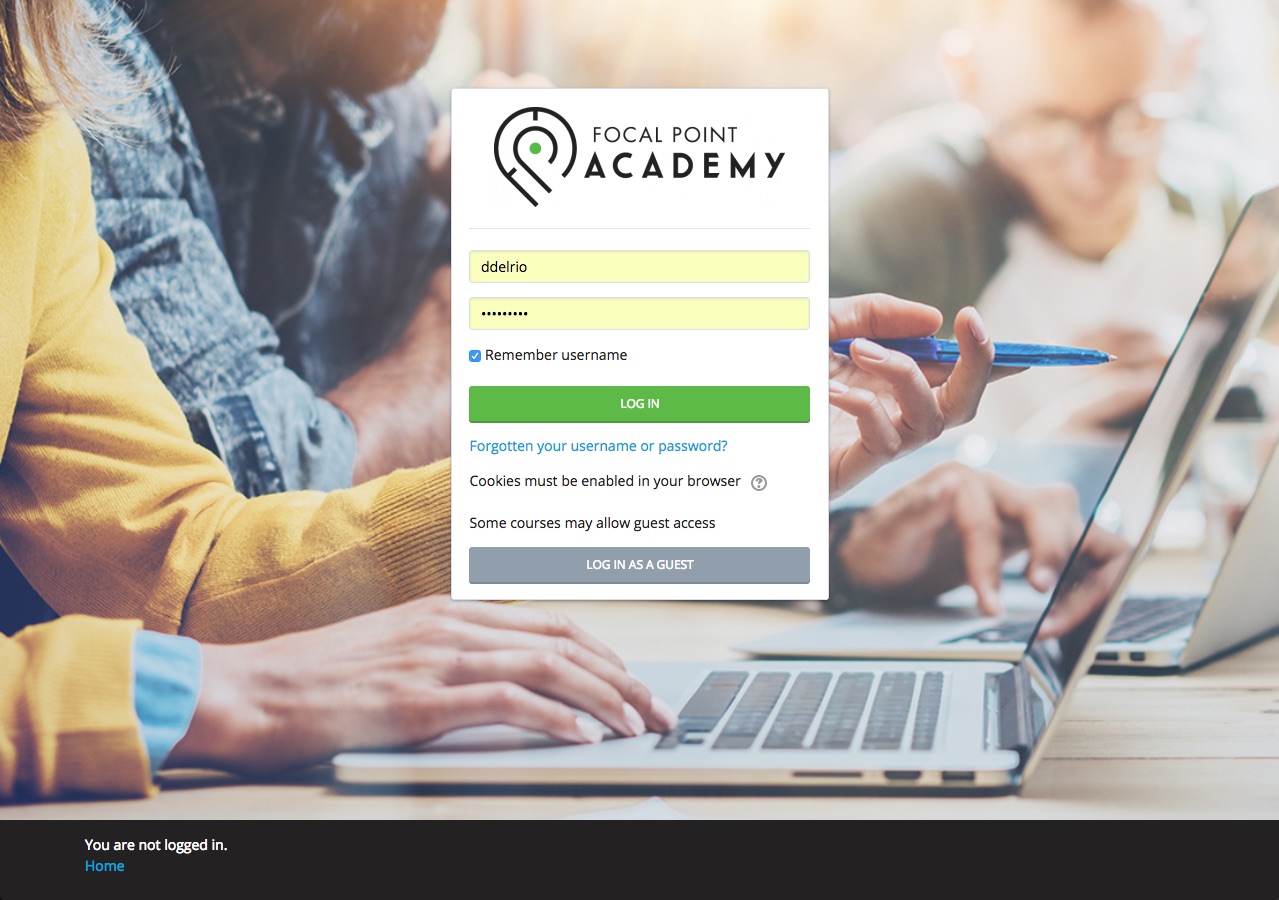 FOCAL POINT
ACADEMY
ddelrio
•••••••••
Remember username
LOG IN
Forgotten your username or password?
Cookies must be enabled in your browser
Some courses may allow guest access
LOG IN AS A GUEST
You are not logged in.
Home